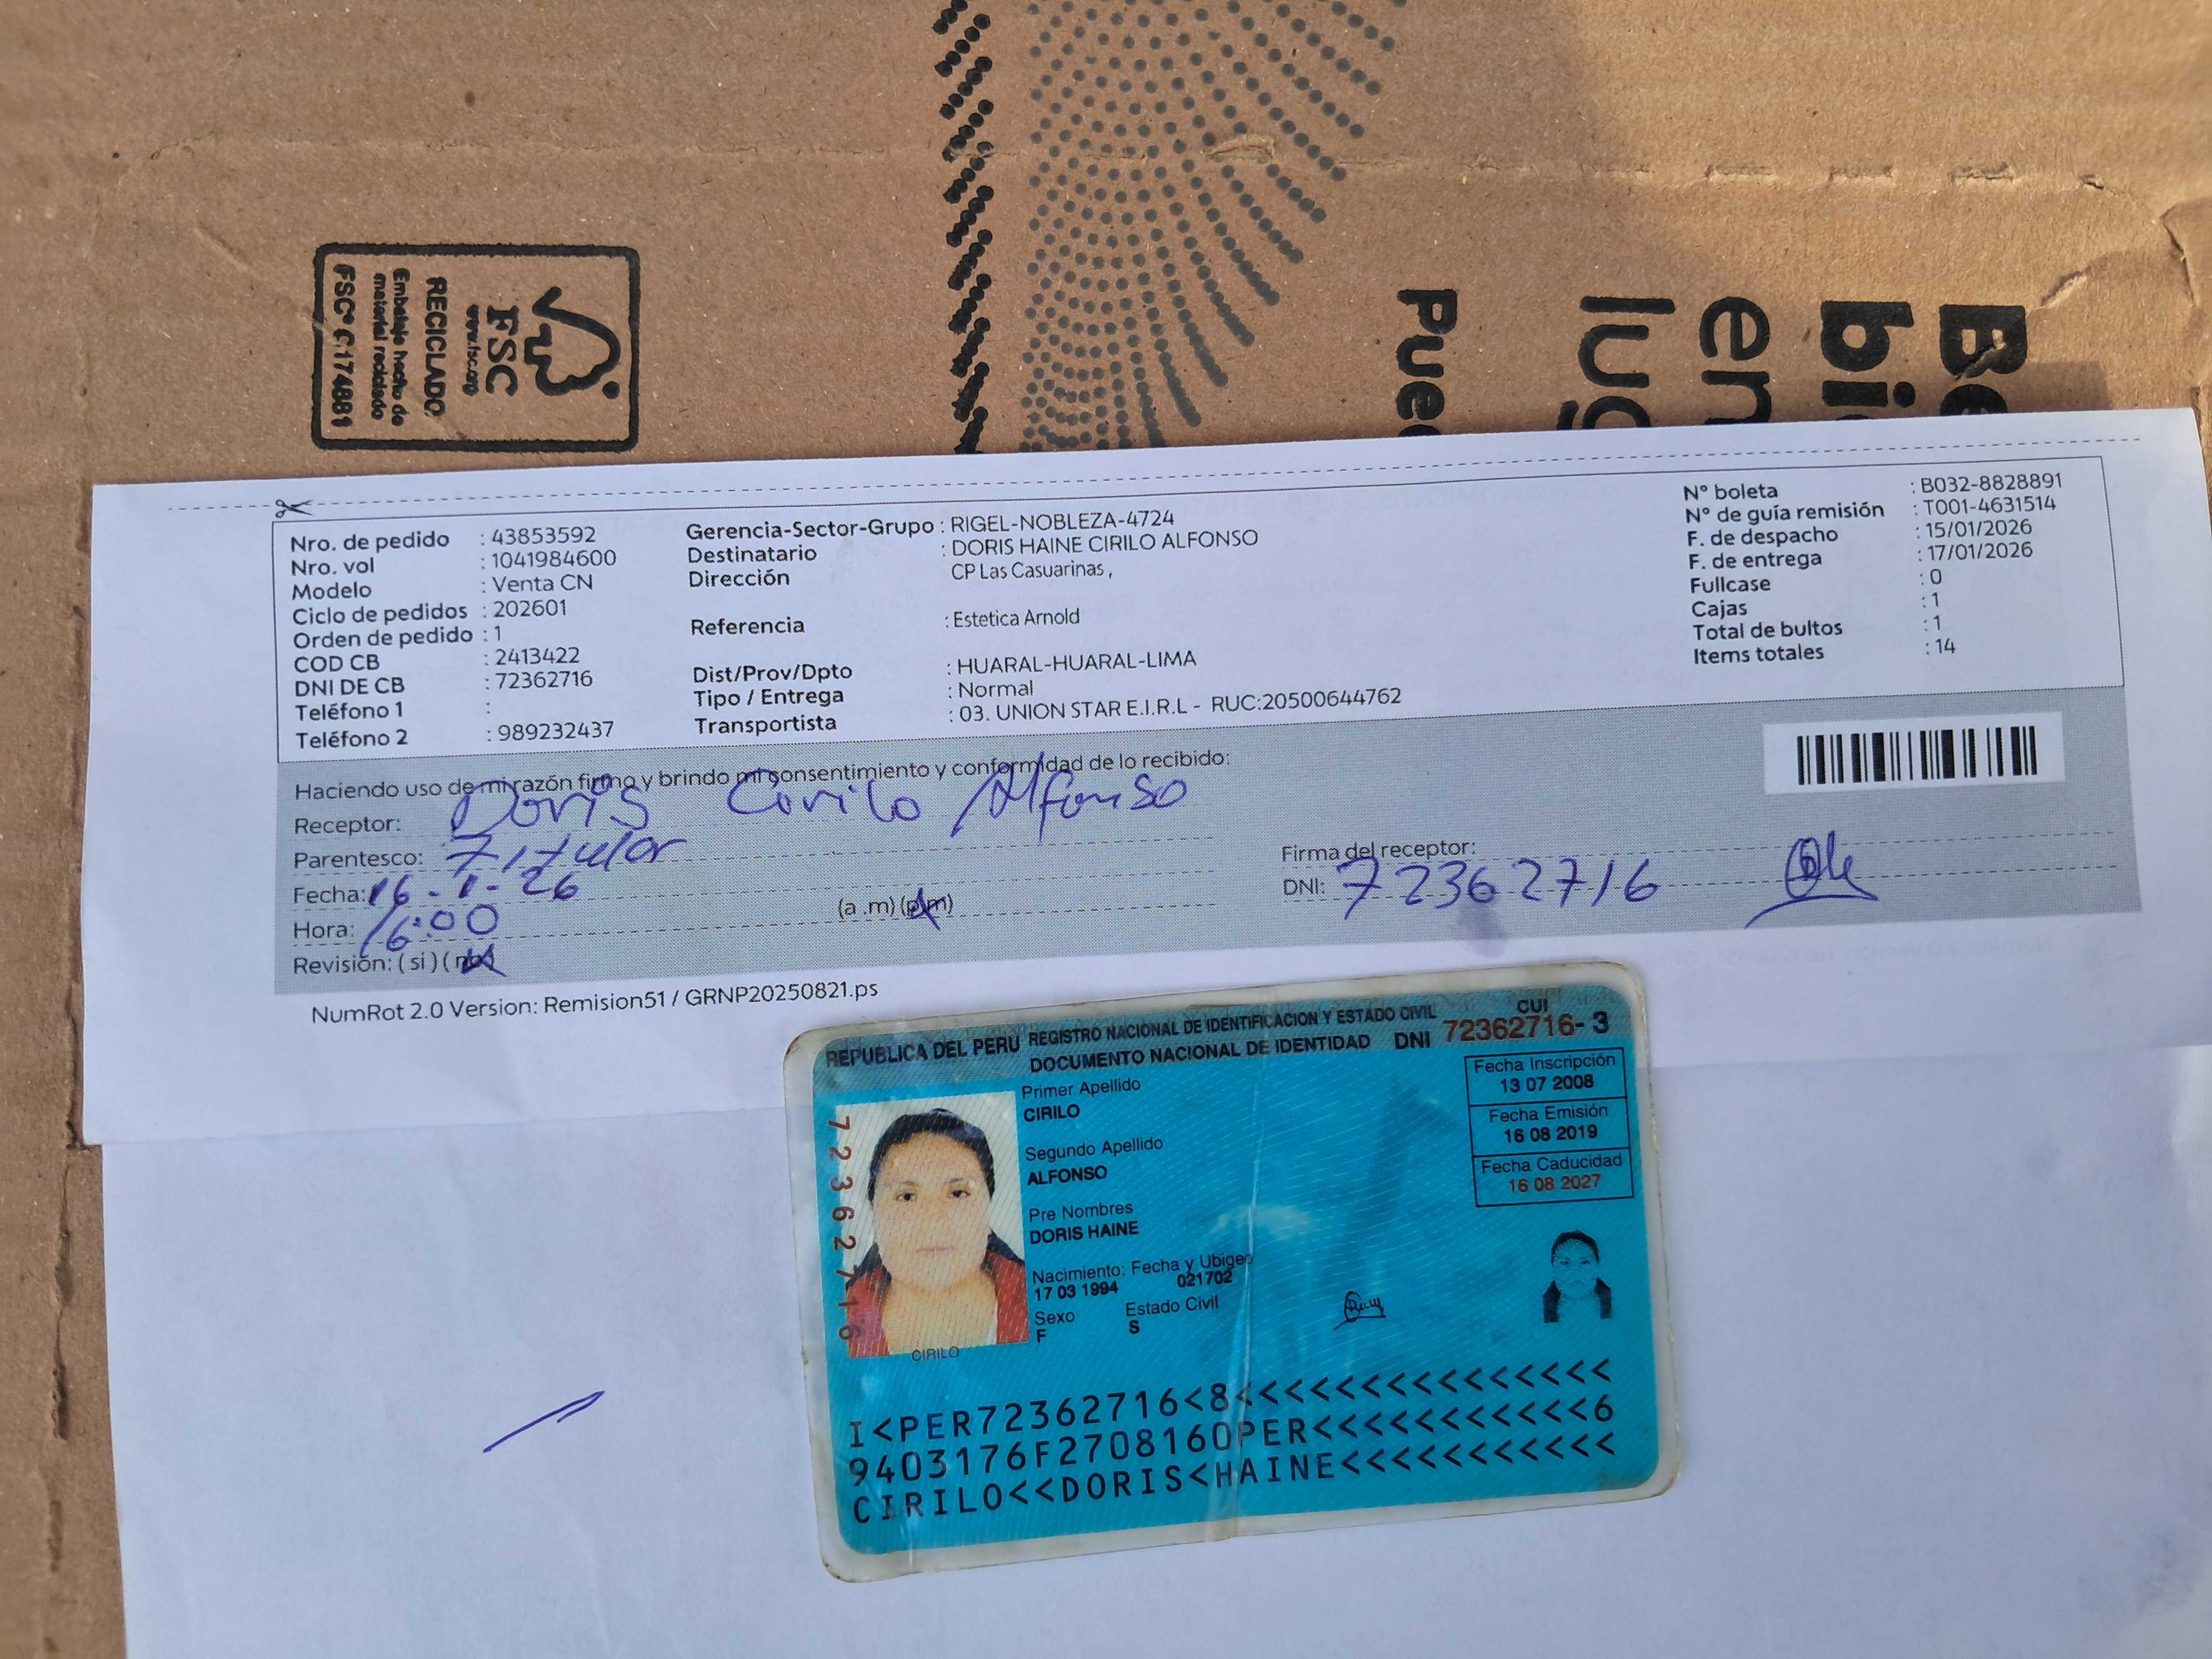 FSC
www.fsc.org
RECICLADO
Embalaje hecho de
material reciclado
FSC® C174881
Be
bi
en
lug
Pue
Nro. de pedido : 43853592
Nro. vol : 1041984600
Modelo : Venta CN
Ciclo de pedidos : 202601
Orden de pedido : 1
COD CB : 2413422
DNI DE CB : 72362716
Teléfono 1 :
Teléfono 2 : 989232437
Gerencia-Sector-Grupo : RIGEL-NOBLEZA-4724
Destinatario : DORIS HAINE CIRILO ALFONSO
Dirección CP Las Casuarinas ,
Referencia : Estetica Arnold
Dist/Prov/Dpto : HUARAL-HUARAL-LIMA
Tipo / Entrega : Normal
Transportista : 03. UNION STAR E.I.R.L - RUC:20500644762
N° boleta : B032-8828891
N° de guía remisión : T001-4631514
F. de despacho : 15/01/2026
F. de entrega : 17/01/2026
Fullcase : 0
Cajas : 1
Total de bultos : 1
Items totales : 14
Haciendo uso de mi razón firmo y brindo mi consentimiento y conformidad de lo recibido:
Receptor: Doris Cirilo Alfonso
Parentesco: Titular
Fecha: 16-1-26
Hora: 16:00 (a .m) (p.m)
Revisión: ( si ) ( no )
Firma del receptor:
DNI: 72362716
NumRot 2.0 Version: Remision51 / GRNP20250821.ps
REPUBLICA DEL PERU REGISTRO NACIONAL DE IDENTIFICACION Y ESTADO CIVIL CUI
DOCUMENTO NACIONAL DE IDENTIDAD DNI 72362716-3
Primer Apellido
CIRILO
Segundo Apellido
ALFONSO
Pre Nombres
DORIS HAINE
Nacimiento: Fecha y Ubigeo
17 03 1994 021702
Sexo Estado Civil
F S
Fecha Inscripción
13 07 2008
Fecha Emisión
16 08 2019
Fecha Caducidad
16 08 2027
72362716
CIRILO
I<PER72362716<8<<<<<<<<<<<<<<<
9403176F2708160PER<<<<<<<<<<<6
CIRILO<<DORIS<HAINE<<<<<<<<<<<